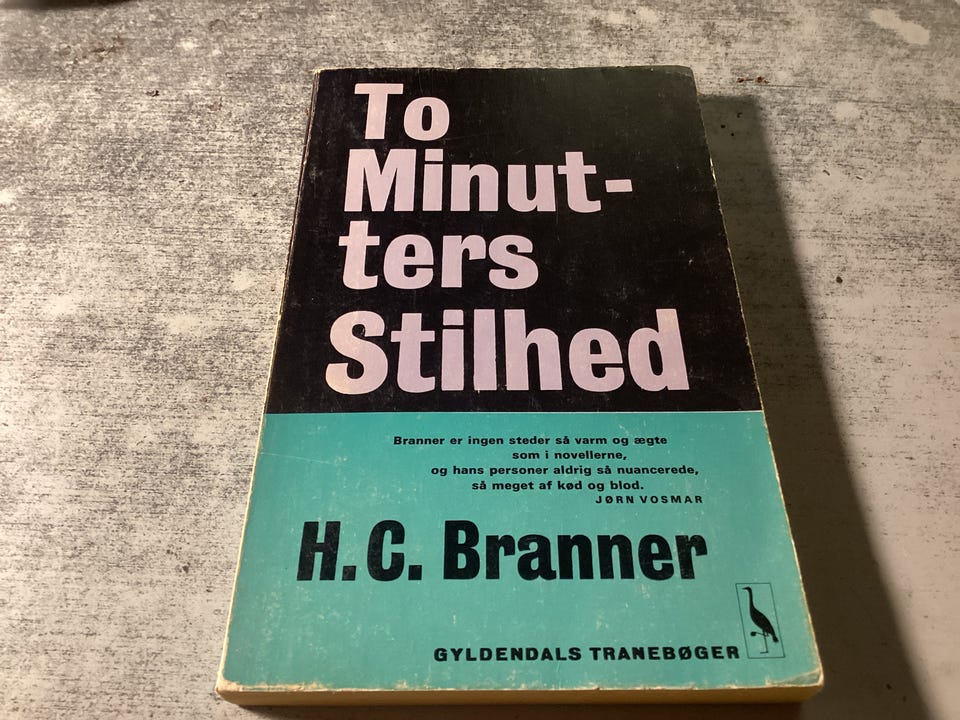 To
Minut-
ters
Stilhed
Branner er ingen steder så varm og ægte
som i novellerne,
og hans personer aldrig så nuancerede,
så meget af kød og blod.
JØRN VOSMAR
H.C. Branner
GYLDENDALS TRANEBØGER